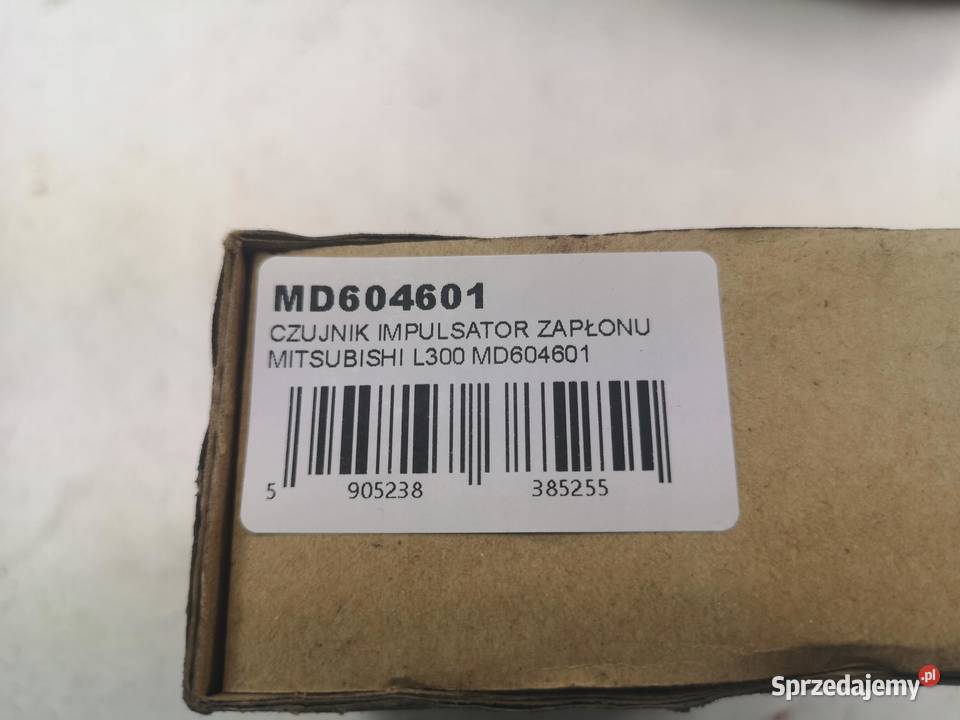 MD604601
CZUJNIK IMPULSATOR ZAPŁONU
MITSUBISHI L300 MD604601
5 905238 385255
Sprzedajemy.pl